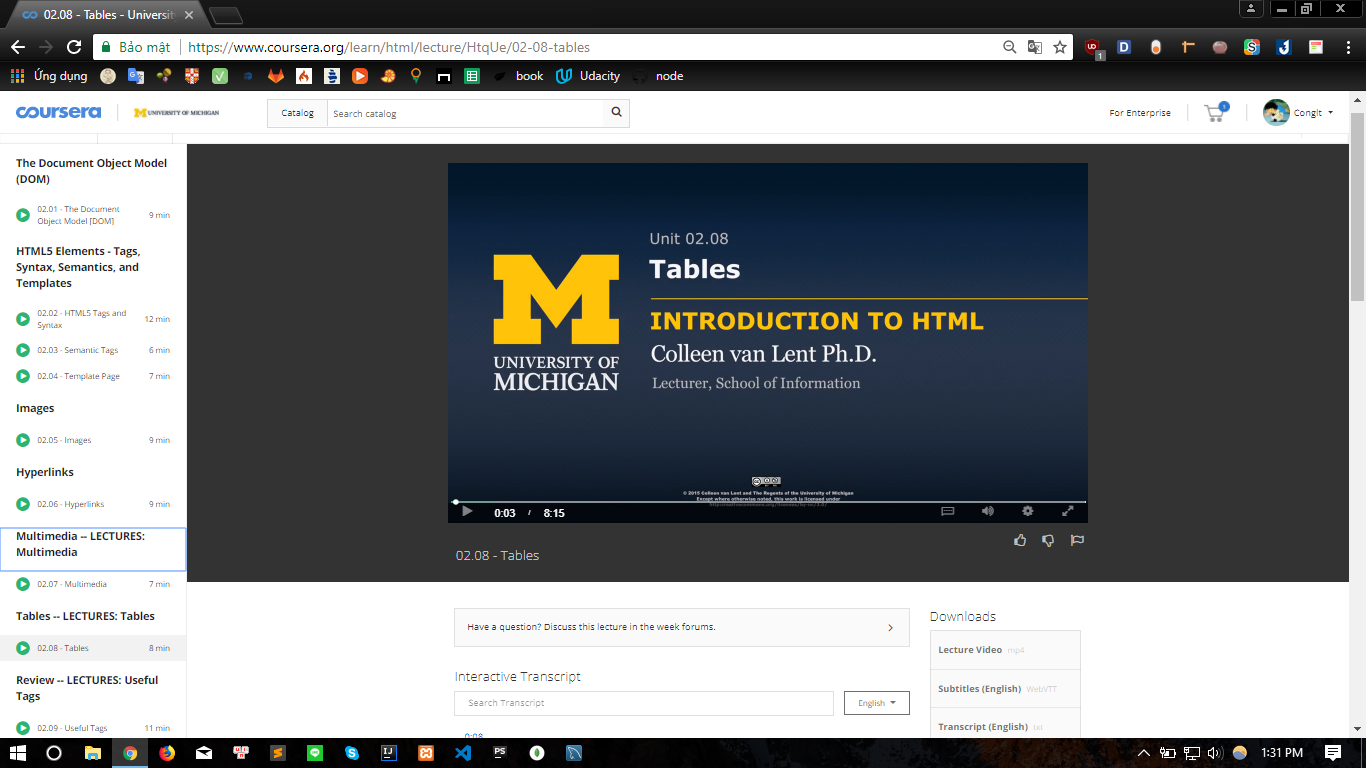 02.08 - Tables - Universit
Bảo mật
https://www.coursera.org/learn/html/lecture/HtqUe/02-08-tables
Ứng dụng
book
Udacity
node
coursera
UNIVERSITY OF MICHIGAN
Catalog
Search catalog
For Enterprise
1
CongIt
The Document Object Model
(DOM)
02.01 - The Document
Object Model [DOM]
9 min
HTML5 Elements - Tags,
Syntax, Semantics, and
Templates
02.02 - HTML5 Tags and
Syntax
12 min
02.03 - Semantic Tags
6 min
02.04 - Template Page
7 min
Images
02.05 - Images
9 min
Hyperlinks
02.06 - Hyperlinks
9 min
Multimedia -- LECTURES:
Multimedia
02.07 - Multimedia
7 min
Tables -- LECTURES: Tables
02.08 - Tables
8 min
Review -- LECTURES: Useful
Tags
02.09 - Useful Tags
11 min
Unit 02.08
Tables
INTRODUCTION TO HTML
Colleen van Lent Ph.D.
Lecturer, School of Information
UNIVERSITY OF
MICHIGAN
© 2015 Colleen van Lent and The Regents of the University of Michigan
Except where otherwise noted, this work is licensed under
0:03 / 8:15
02.08 - Tables
Have a question? Discuss this lecture in the week forums.
Interactive Transcript
Search Transcript
English
0:08
Downloads
Lecture Video mp4
Subtitles (English) WebVTT
Transcript (English) txt
1:31 PM